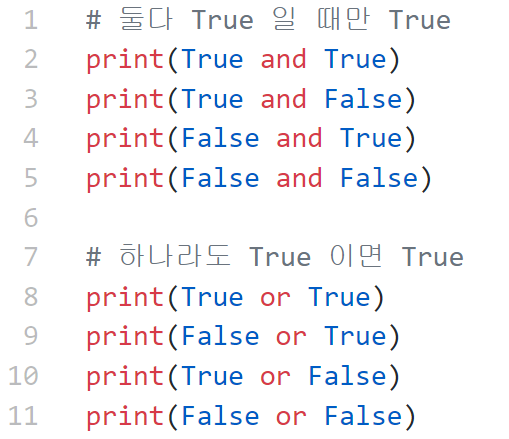 1 # 둘다 True 일 때만 True
2 print(True and True)
3 print(True and False)
4 print(False and True)
5 print(False and False)
6
7 # 하나라도 True 이면 True
8 print(True or True)
9 print(False or True)
10 print(True or False)
11 print(False or False)